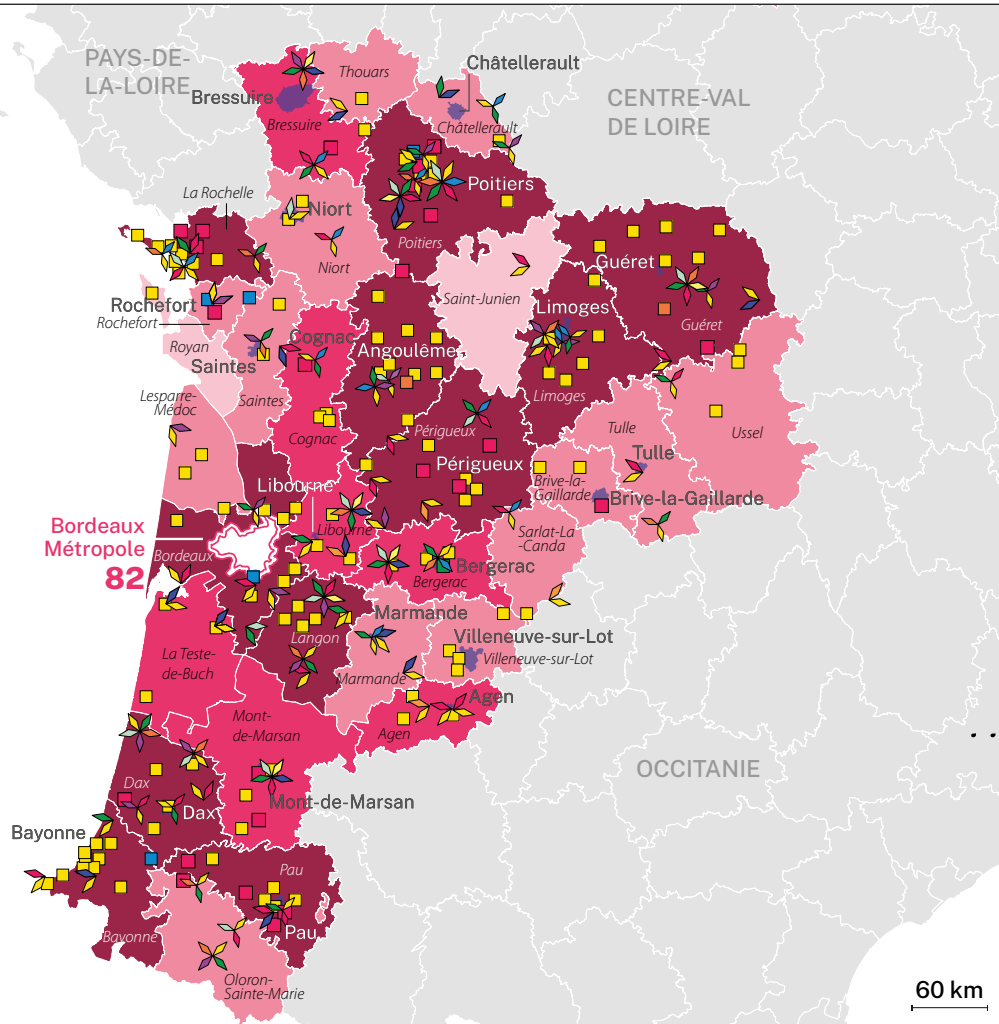 PAYS-DE-
LA-LOIRE
Thouars
Châtellerault
Bressuire
Bressuire
Châtellerault
CENTRE-VAL
DE LOIRE
La Rochelle
Poitiers
Niort
Poitiers
Niort
Guéret
Saint-Junien
Rochefort
Limoges
Rochefort
Guéret
Cognac
Royan
Angoulême
Saintes
Lesparre-
Médoc
Saintes
Limoges
Cognac
Périgueux
Tulle
Ussel
Tulle
Périgueux
Libourne
Brive-la-
Gaillarde
Brive-la-Gaillarde
Bordeaux
Métropole
82
Libourne
Sarlat-La
-Canda
Bordeaux
Bergerac
Bergerac
Marmande
Langon
Villeneuve-sur-Lot
Villeneuve-sur-Lot
La Teste-
de-Buch
Marmande
Agen
Mont-
de-Marsan
Agen
OCCITANIE
Dax
Dax
Mont-de-Marsan
Bayonne
Pau
Pau
Bayonne
Oloron-
Sainte-Marie
60 km